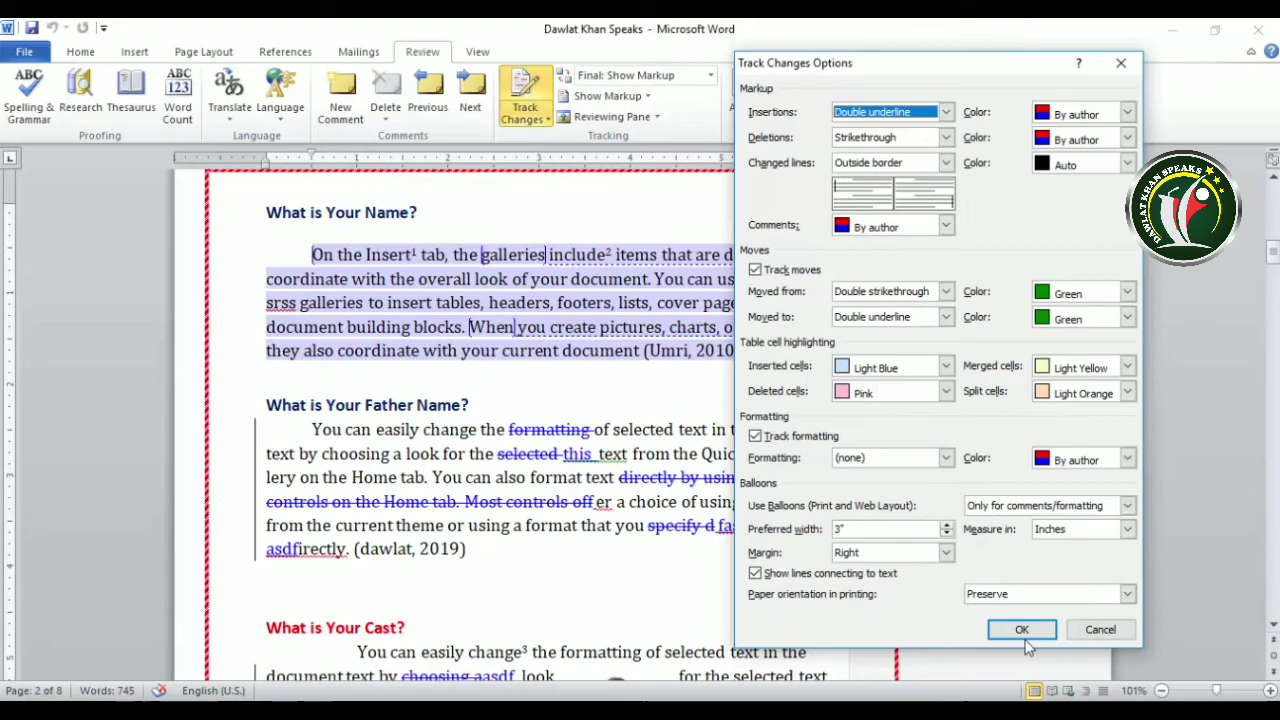 Dawlat Khan Speaks - Microsoft Word
File Home Insert Page Layout References Mailings Review View
Spelling & Grammar
Research
Thesaurus
Word Count
Translate
Language
New Comment
Delete
Previous
Next
Track Changes
Final: Show Markup
Show Markup
Reviewing Pane
Proofing
Language
Comments
Tracking
1 2 3 4 5
What is Your Name?
On the Insert¹ tab, the galleries include² items that are d
coordinate with the overall look of your document. You can us
srss galleries to insert tables, headers, footers, lists, cover page
document building blocks. When you create pictures, charts, o
they also coordinate with your current document (Umri, 2010
What is Your Father Name?
You can easily change the formatting of selected text in t
text by choosing a look for the selected this text from the Quic
lery on the Home tab. You can also format text directly by usin
controls on the Home tab. Most controls offer a choice of using
from the current theme or using a format that you specify d fas
asdfirectly. (dawlat, 2019)
What is Your Cast?
You can easily change³ the formatting of selected text in the
document text by choosing aasdf look for the selected text
Track Changes Options
Markup
Insertions: Double underline Color: By author
Deletions: Strikethrough Color: By author
Changed lines: Outside border Color: Auto
Comments: By author
Moves
Track moves
Moved from: Double strikethrough Color: Green
Moved to: Double underline Color: Green
Table cell highlighting
Inserted cells: Light Blue Merged cells: Light Yellow
Deleted cells: Pink Split cells: Light Orange
Formatting
Track formatting
Formatting: (none) Color: By author
Balloons
Use Balloons (Print and Web Layout): Only for comments/formatting
Preferred width: 3" Measure in: Inches
Margin: Right
Show lines connecting to text
Paper orientation in printing: Preserve
OK Cancel
DAWLAT KHAN SPEAKS
Page: 2 of 8 Words: 745 English (U.S.) 101%